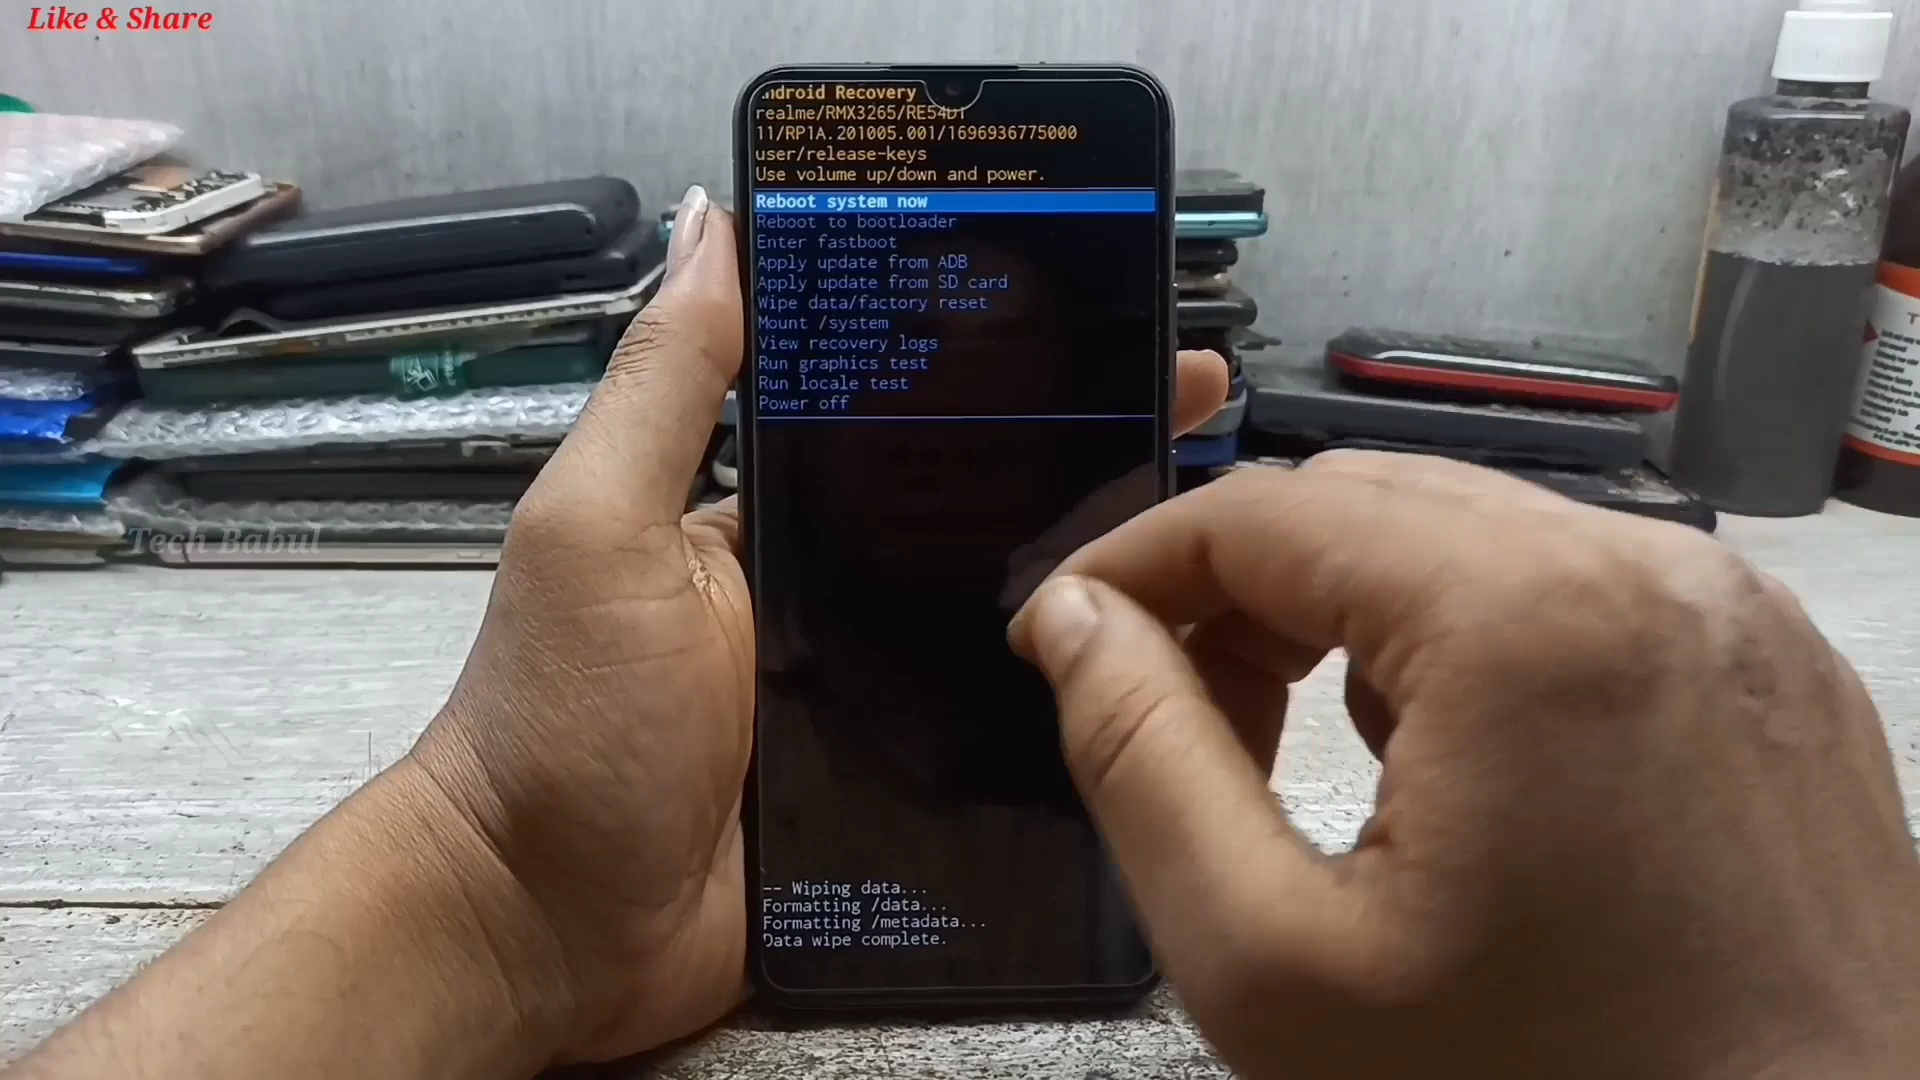 Like & Share
Android Recovery
realme/RMX3265/RE54D1
11/RP1A.201005.001/1696936775000
user/release-keys
Use volume up/down and power.
Reboot system now
Reboot to bootloader
Enter fastboot
Apply update from ADB
Apply update from SD card
Wipe data/factory reset
Mount /system
View recovery logs
Run graphics test
Run locale test
Power off
Tech Babul
-- Wiping data...
Formatting /data...
Formatting /metadata...
Data wipe complete.